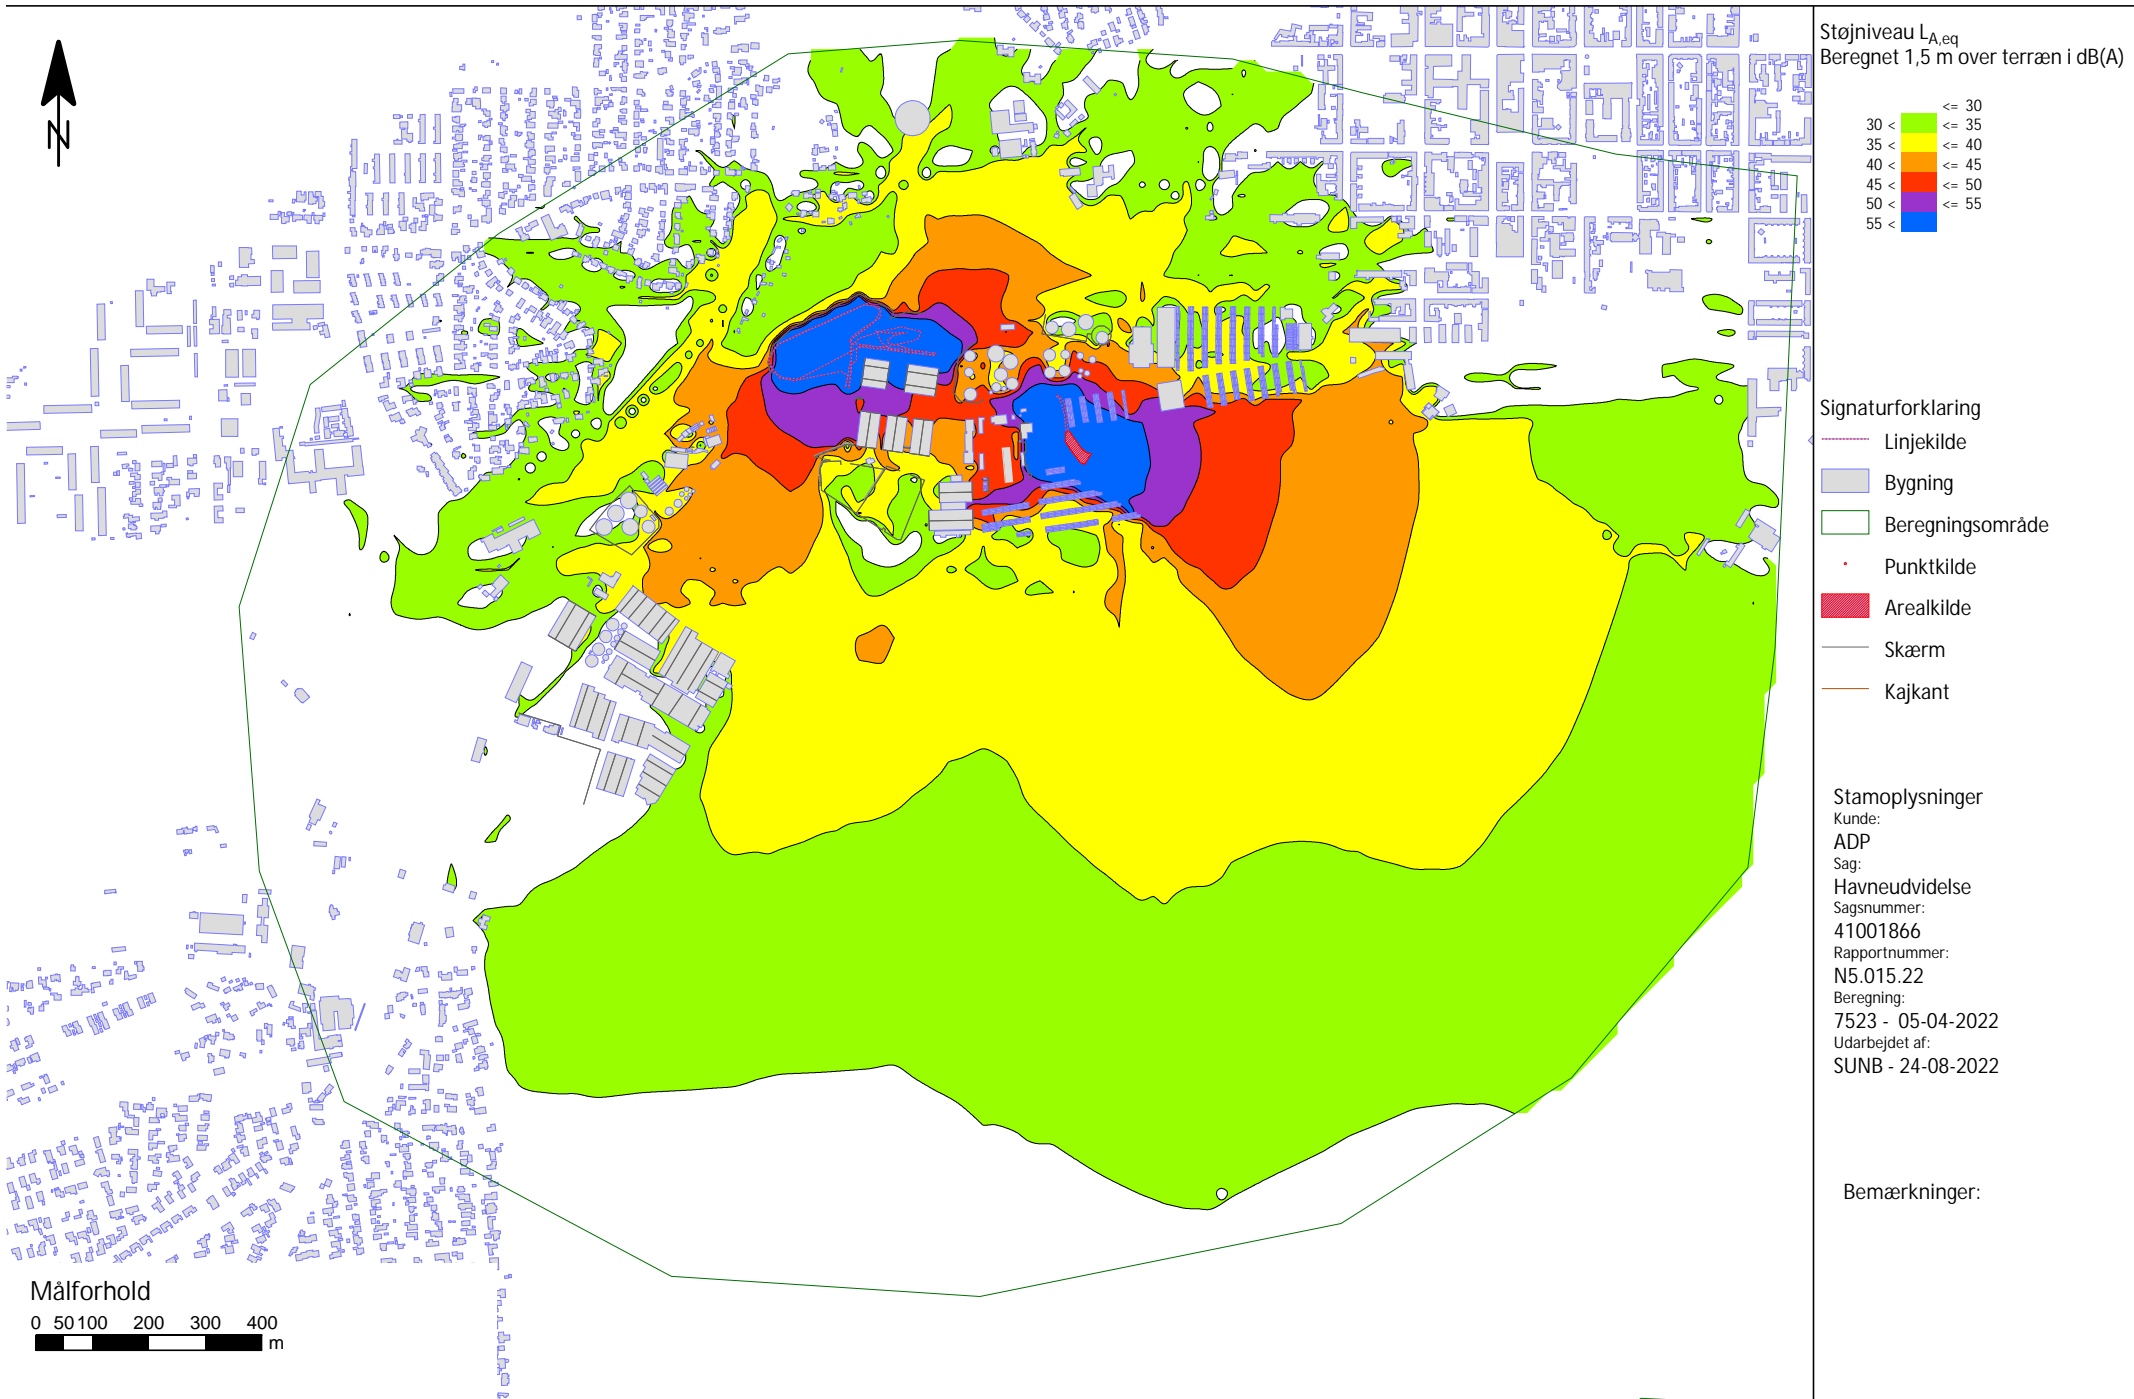 N
Støjniveau LA,eq
Beregnet 1,5 m over terræn i dB(A)
<= 30
30 < <= 35
35 < <= 40
40 < <= 45
45 < <= 50
50 < <= 55
55 <
Signaturforklaring
Linjekilde
Bygning
Beregningsområde
Punktkilde
Arealkilde
Skærm
Kajkant
Stamoplysninger
Kunde:
ADP
Sag:
Havneudvidelse
Sagsnummer:
41001866
Rapportnummer:
N5.015.22
Beregning:
7523 - 05-04-2022
Udarbejdet af:
SUNB - 24-08-2022
Bemærkninger:
Målforhold
0 50 100 200 300 400
m